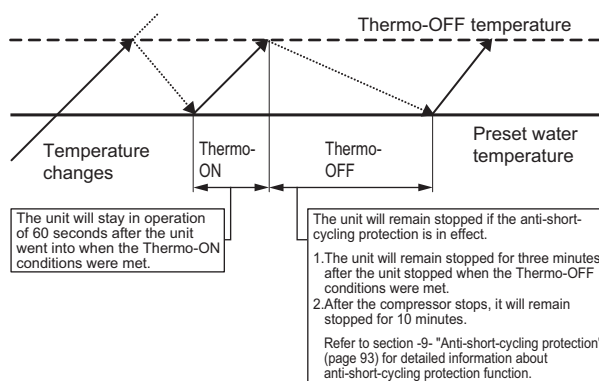 Thermo-OFF temperature
Preset water
temperature
Temperature
changes
Thermo-
ON
Thermo-
OFF
The unit will stay in operation
of 60 seconds after the unit
went into when the Thermo-ON
conditions were met.
The unit will remain stopped if the anti-short-
cycling protection is in effect.
1.The unit will remain stopped for three minutes
after the unit stopped when the Thermo-OFF
conditions were met.
2.After the compressor stops, it will remain
stopped for 10 minutes.
Refer to section -9- "Anti-short-cycling protection"
(page 93) for detailed information about
anti-short-cycling protection function.